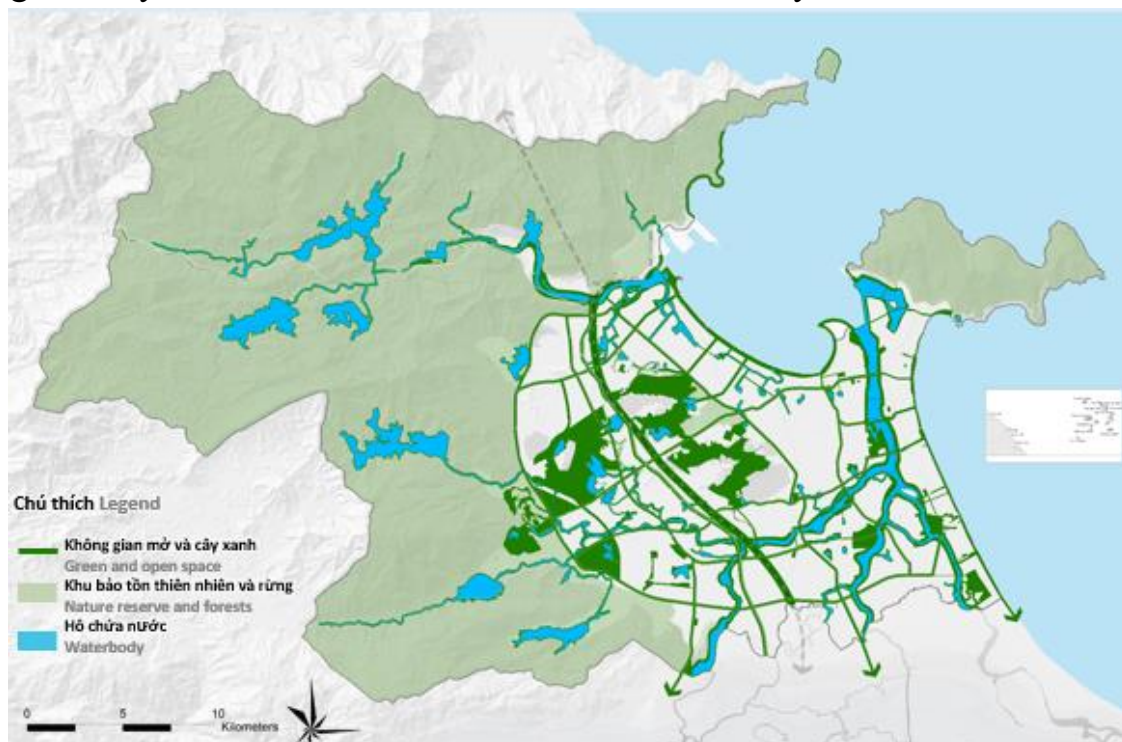 Chú thích Legend
Không gian mở và cây xanh
Green and open space
Khu bảo tồn thiên nhiên và rừng
Nature reserve and forests
Hồ chứa nước
Waterbody
0 5 10
Kilometers